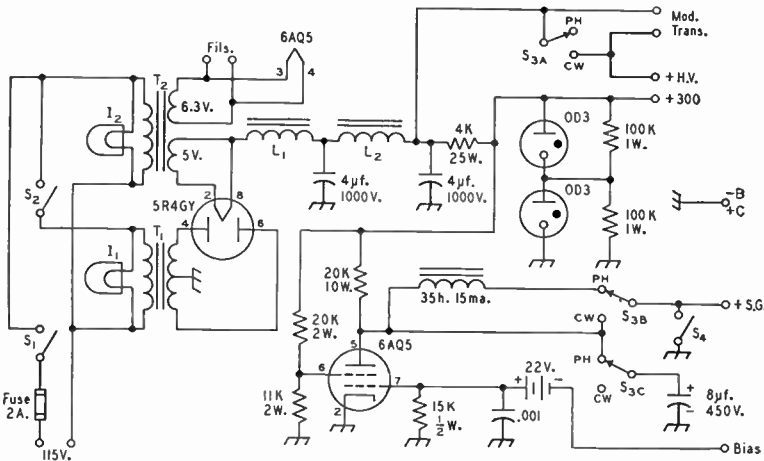 PH
Mod.
S3A
Trans.
CW
+H.V.
+300
Fils.
6AQ5
3
4
T2
I2
6.3V.
5V.
L1
L2
4K
25W.
4µf.
1000V.
4µf.
1000V.
OD3
OD3
100K
1W.
100K
1W.
-B
+C
S2
2
8
5R4GY
4
6
T1
I1
S1
Fuse
2A.
115V.
20K
10W.
20K
2W.
35h. 15ma.
PH
S3B
+S.G.
S4
CW
PH
S3C
CW
8µf.
450V.
+
-
6AQ5
5
6
7
2
11K
2W.
15K
½W.
.001
22V.
+
-
Bias